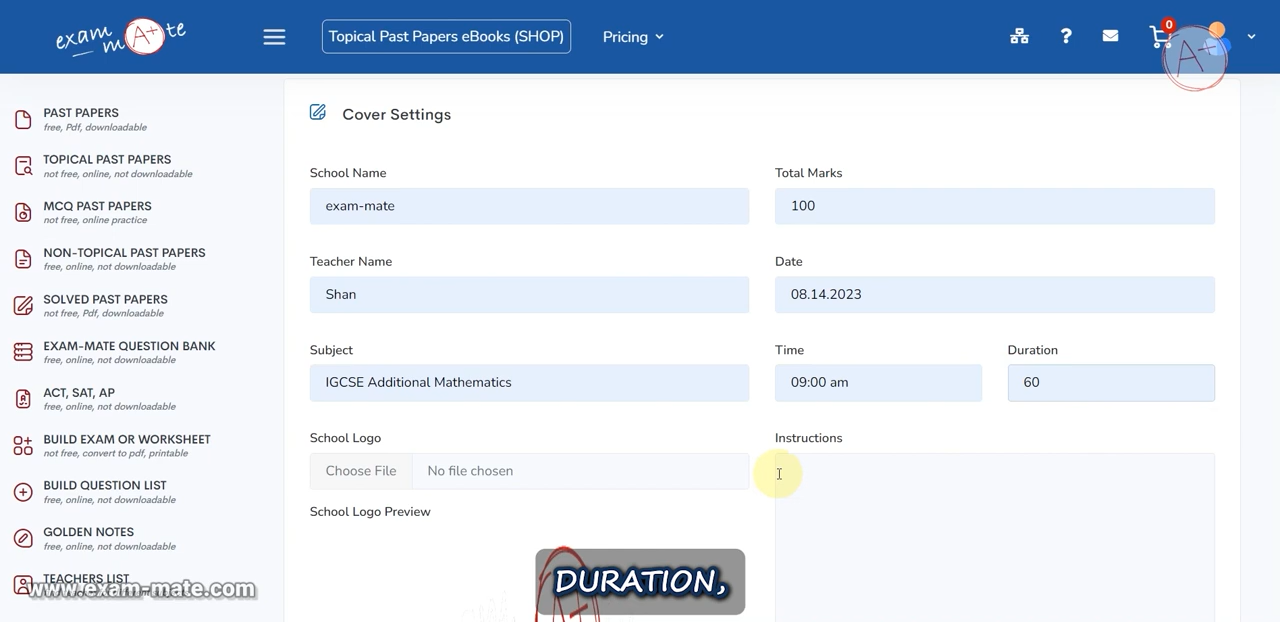 exam m A+ te
Topical Past Papers eBooks (SHOP)
Pricing
?
0
A+
PAST PAPERS
free, Pdf, downloadable
TOPICAL PAST PAPERS
not free, online, not downloadable
MCQ PAST PAPERS
not free, online practice
NON-TOPICAL PAST PAPERS
free, online, not downloadable
SOLVED PAST PAPERS
not free, Pdf, downloadable
EXAM-MATE QUESTION BANK
free, online, not downloadable
ACT, SAT, AP
free, online, not downloadable
BUILD EXAM OR WORKSHEET
not free, convert to pdf, printable
BUILD QUESTION LIST
free, online, not downloadable
GOLDEN NOTES
free, online, not downloadable
TEACHERS LIST
www.exam-mate.com
Cover Settings
School Name
exam-mate
Total Marks
100
Teacher Name
Shan
Date
08.14.2023
Subject
IGCSE Additional Mathematics
Time
09:00 am
Duration
60
School Logo
Choose File
No file chosen
Instructions
School Logo Preview
DURATION,